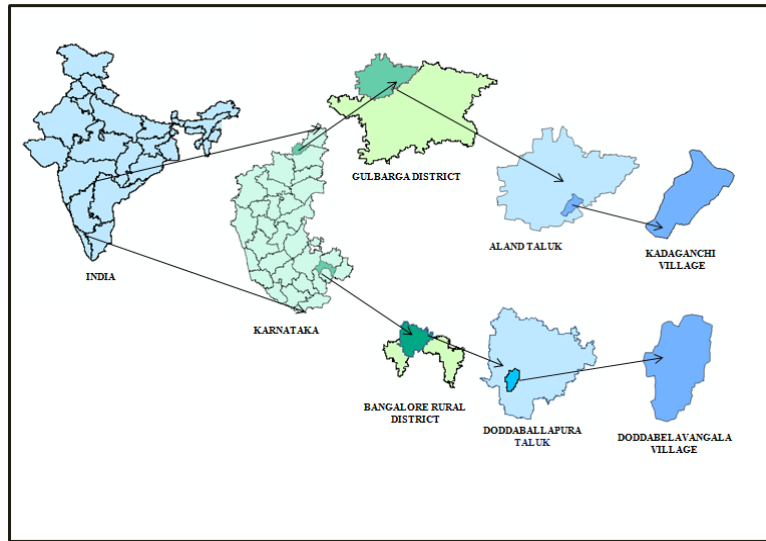 GULBARGA DISTRICT
ALAND TALUK
KADAGANCHI
VILLAGE
INDIA
KARNATAKA
BANGALORE RURAL
DISTRICT
DODDABALLAPURA
TALUK
DODDABELAVANGALA
VILLAGE